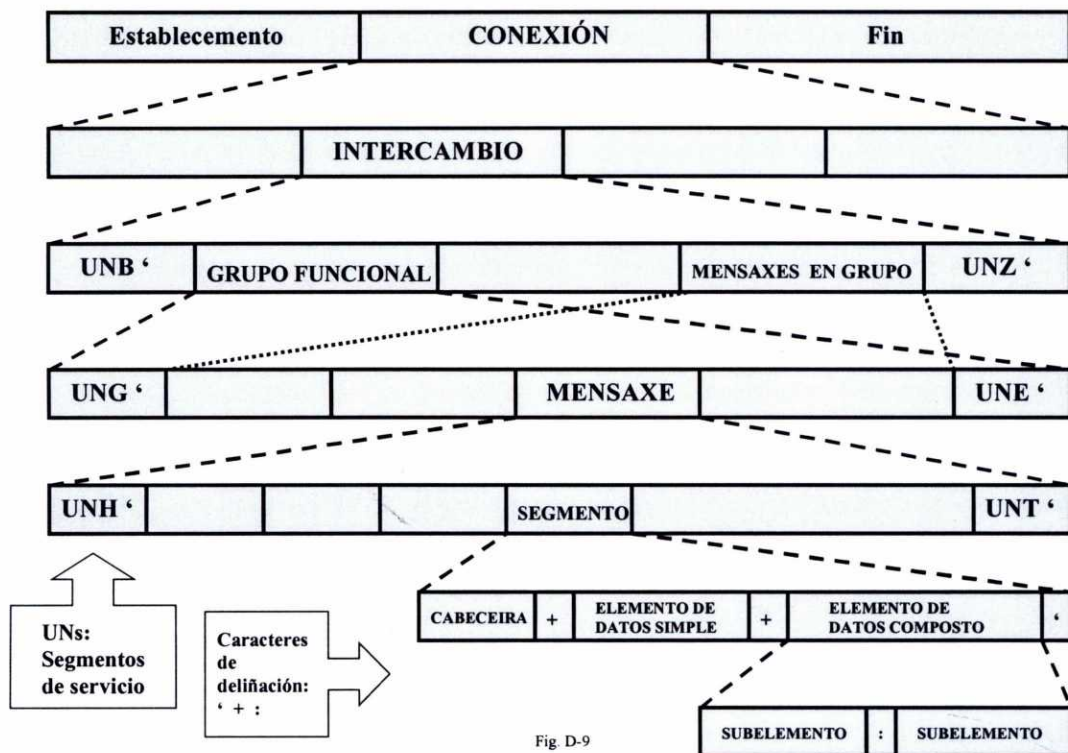 Establecemento CONEXIÓN Fin
INTERCAMBIO
UNB ‘ GRUPO FUNCIONAL MENSAXES EN GRUPO UNZ ‘
UNG ‘ MENSAXE UNE ‘
UNH ‘ SEGMENTO UNT ‘
CABECEIRA + ELEMENTO DE DATOS SIMPLE + ELEMENTO DE DATOS COMPOSTO ‘
UNs:
Segmentos
de servicio
Caracteres
de
deliñación:
‘ + :
SUBELEMENTO : SUBELEMENTO
Fig. D-9